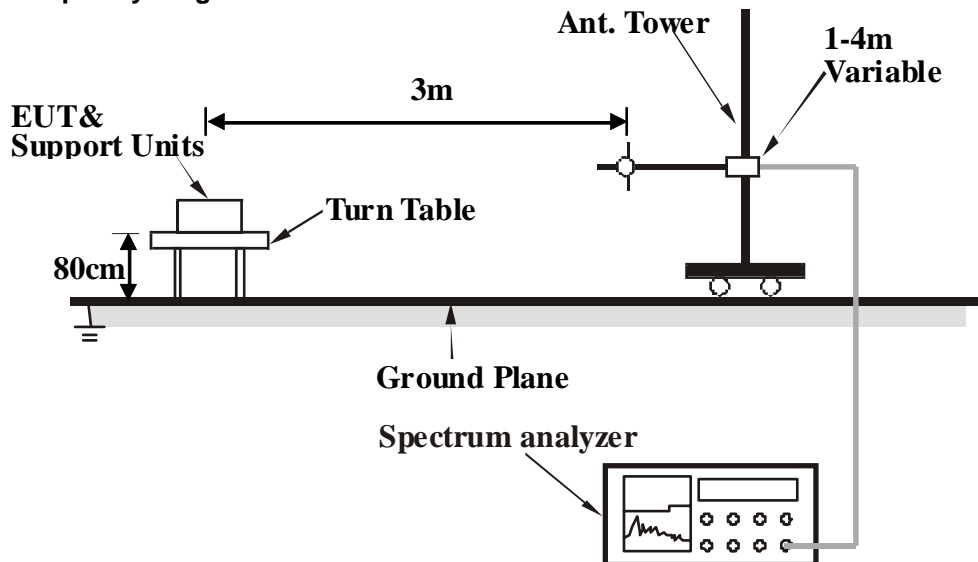 Ant. Tower
1-4m
Variable
3m
EUT&
Support Units
Turn Table
80cm
Ground Plane
Spectrum analyzer